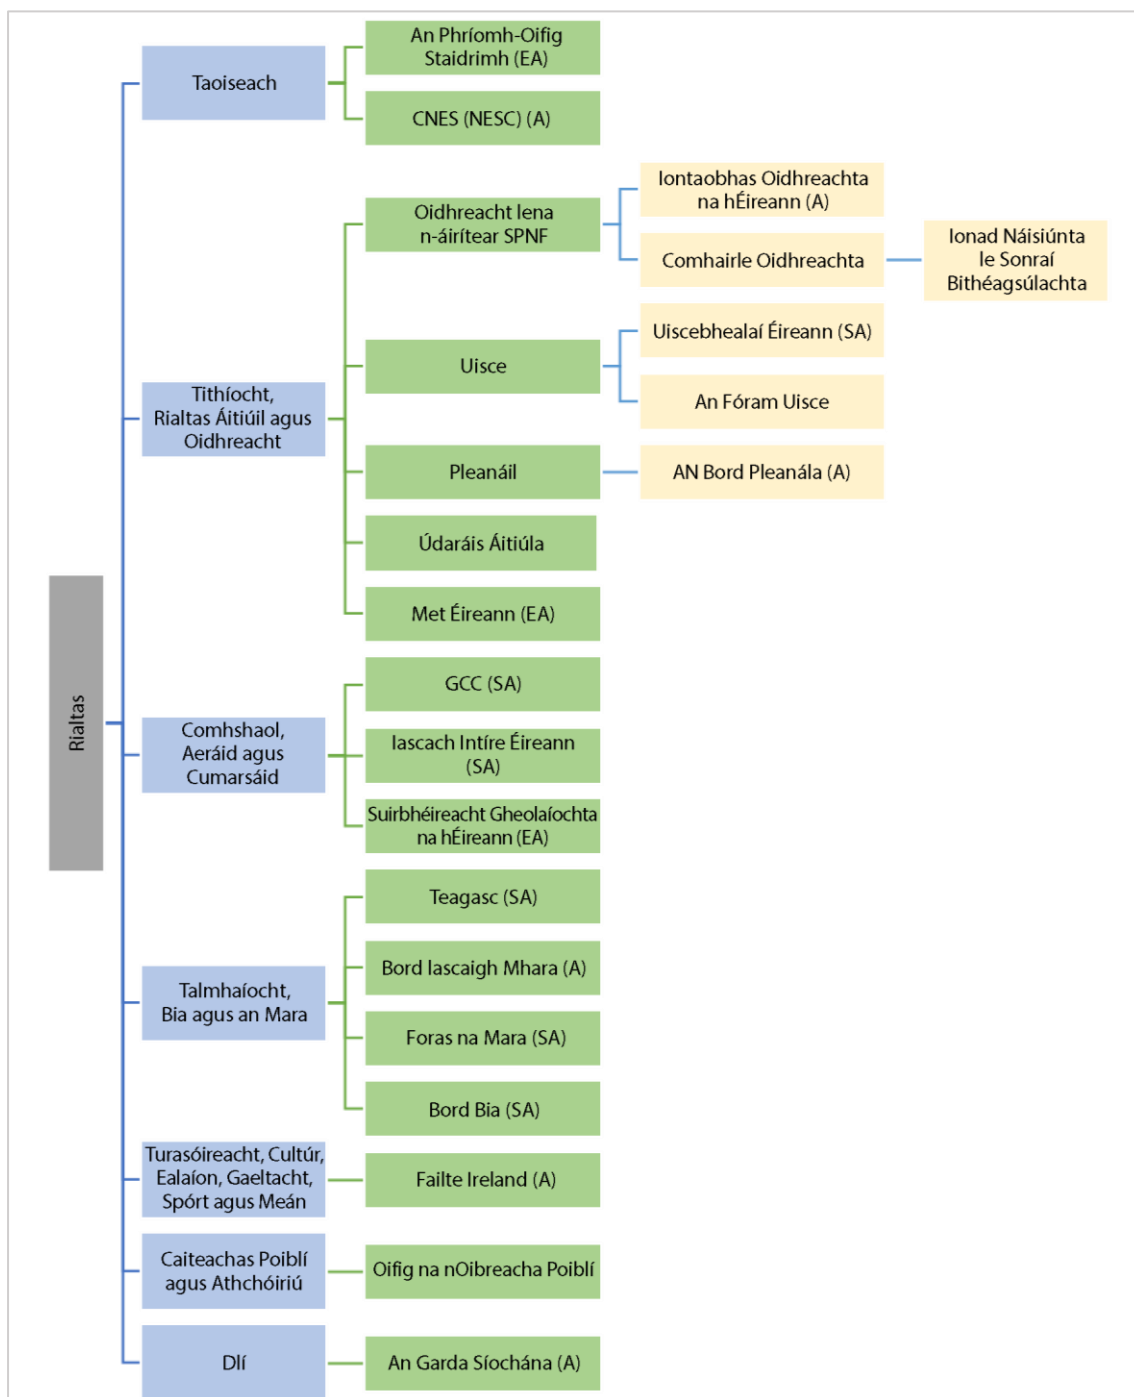 Rialtas
Taoiseach
An Phríomh-Oifig
Staidrimh (EA)
CNES (NESC) (A)
Tithíocht,
Rialtas Áitiúil agus
Oidhreacht
Oidhreacht lena
n-áirítear SPNF
Iontaobhas Oidhreachta
na hÉireann (A)
Comhairle Oidhreachta
Ionad Náisiúnta
le Sonraí
Bithéagsúlachta
Uisce
Uiscebhealaí Éireann (SA)
An Fóram Uisce
Pleanáil
AN Bord Pleanála (A)
Údaráis Áitiúla
Met Éireann (EA)
Comhshaol,
Aeráid agus
Cumarsáid
GCC (SA)
Iascach Intíre Éireann
(SA)
Suirbhéireacht Gheolaíochta
na hÉireann (EA)
Talmhaíocht,
Bia agus an Mara
Teagasc (SA)
Bord Iascaigh Mhara (A)
Foras na Mara (SA)
Bord Bia (SA)
Turasóireacht, Cultúr,
Ealaíon, Gaeltacht,
Spórt agus Meán
Failte Ireland (A)
Caiteachas Poiblí
agus Athchóiriú
Oifig na nOibreacha Poiblí
Dlí
An Garda Síochána (A)